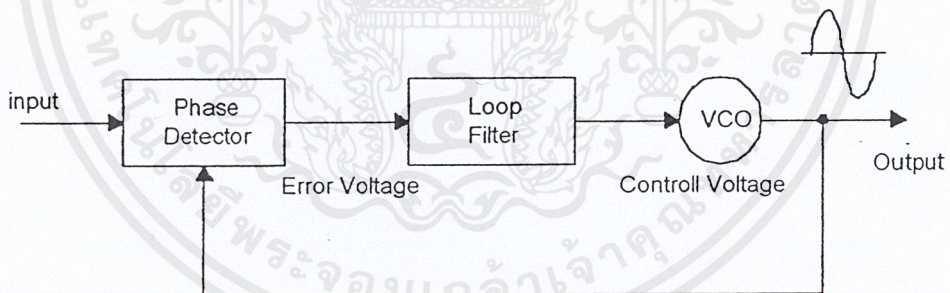 input
Phase
Detector
Error Voltage
Loop
Filter
VCO
Controll Voltage
Output